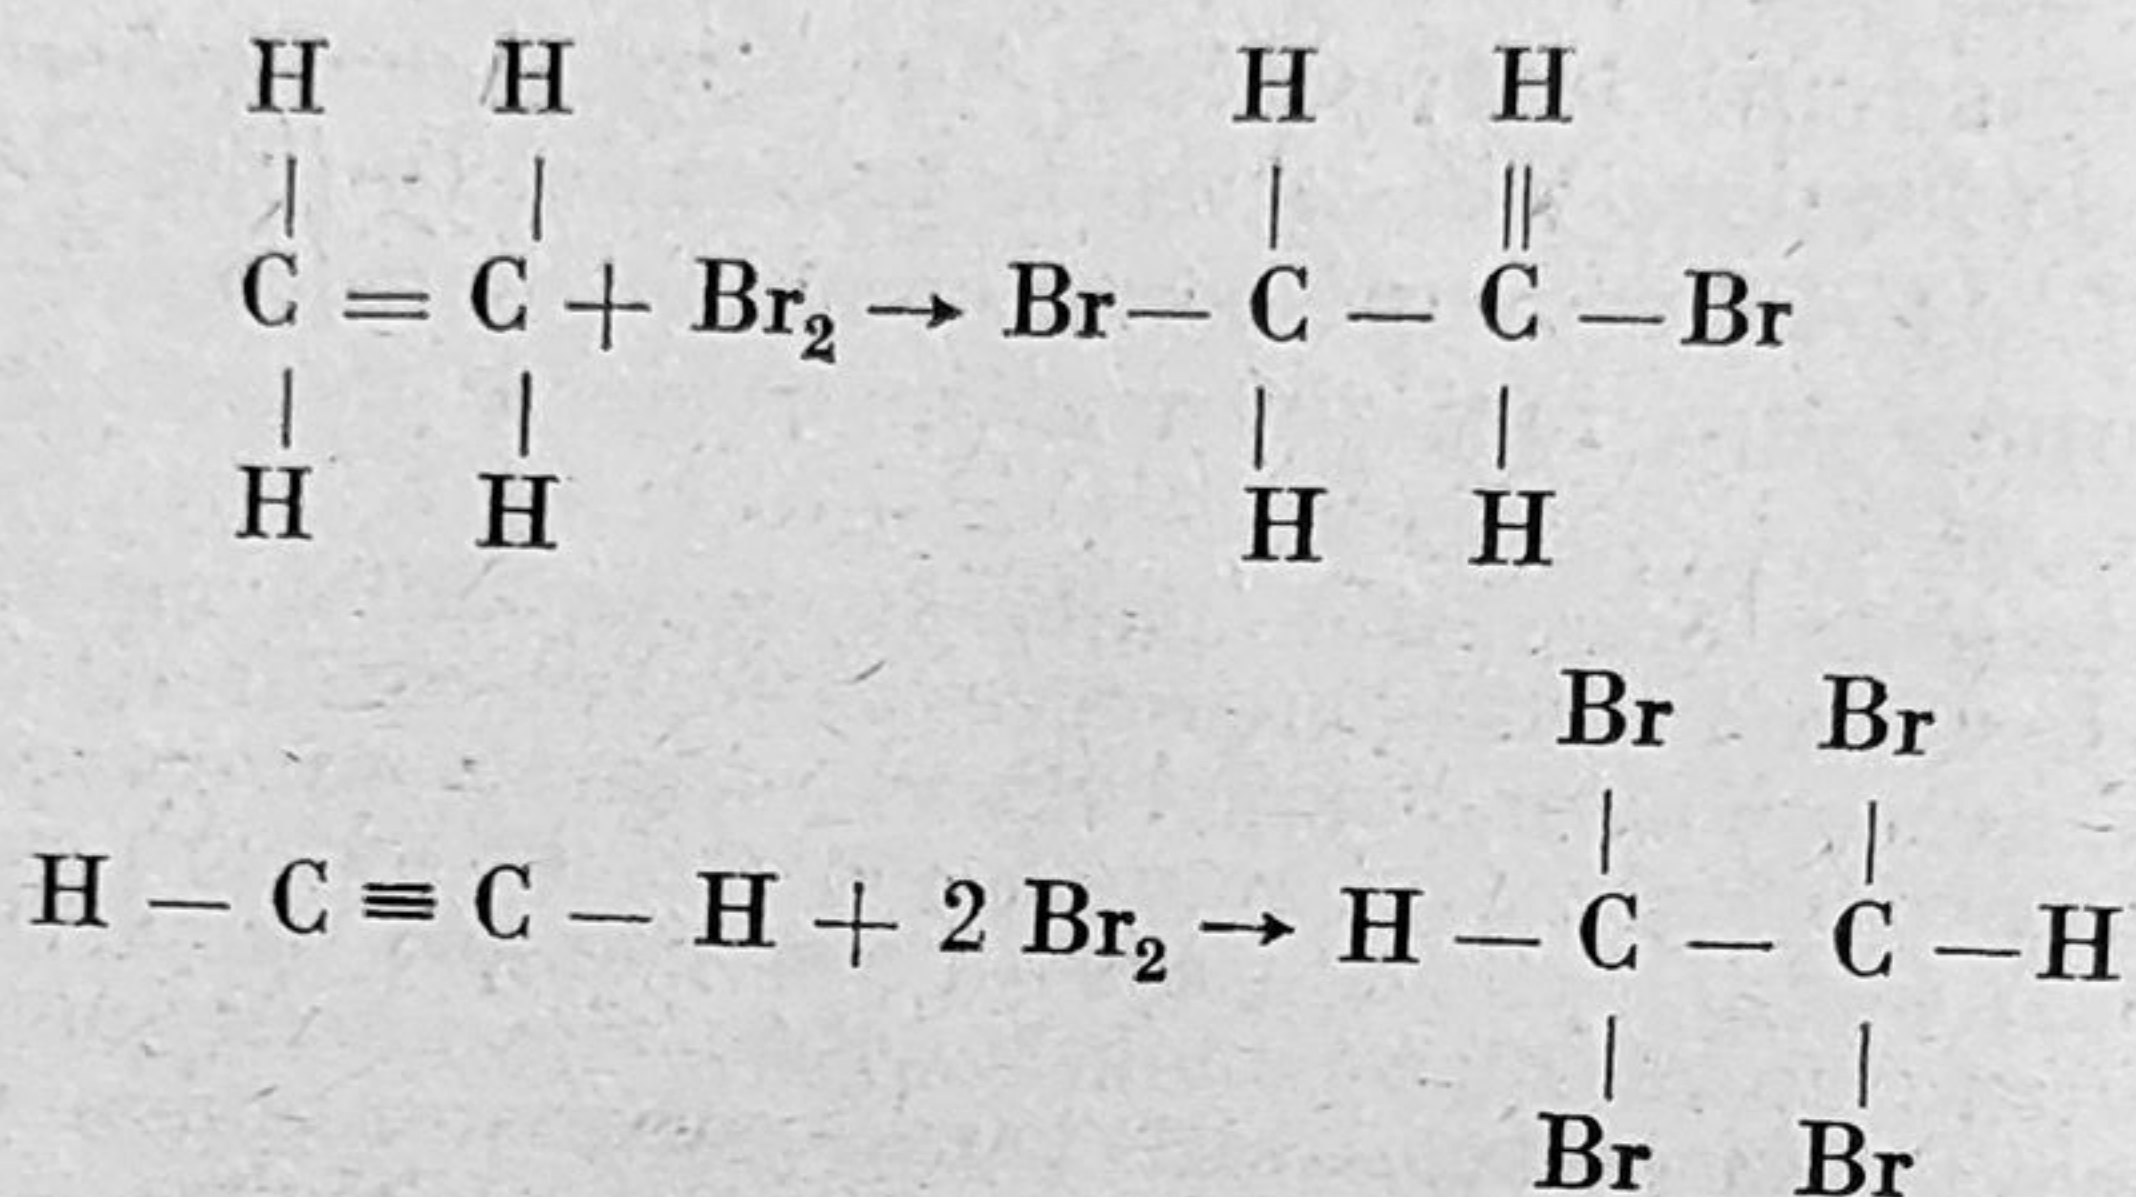 H H H H
| | | ||
C = C + Br₂ → Br — C — C — Br
| | | |
H H H H
Br Br
| |
H — C ≡ C — H + 2 Br₂ → H — C — C — H
| |
Br Br